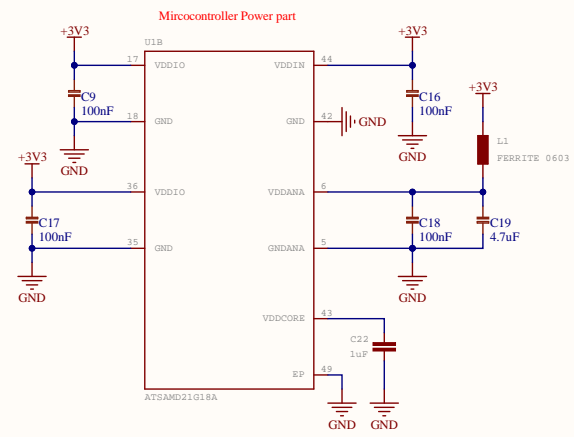 Mircocontroller Power part
+3V3
+3V3
U1B
17 VDDIO
VDDIN 44
C9
100nF
C16
100nF
+3V3
18 GND
GND 42
GND
GND
GND
L1
FERRITE 0603
+3V3
36 VDDIO
VDDANA 6
C17
100nF
C18
100nF
C19
4.7uF
35 GND
GNDANA 5
GND
GND
VDDCORE 43
C22
1uF
EP 49
ATSAMD21G18A
GND
GND